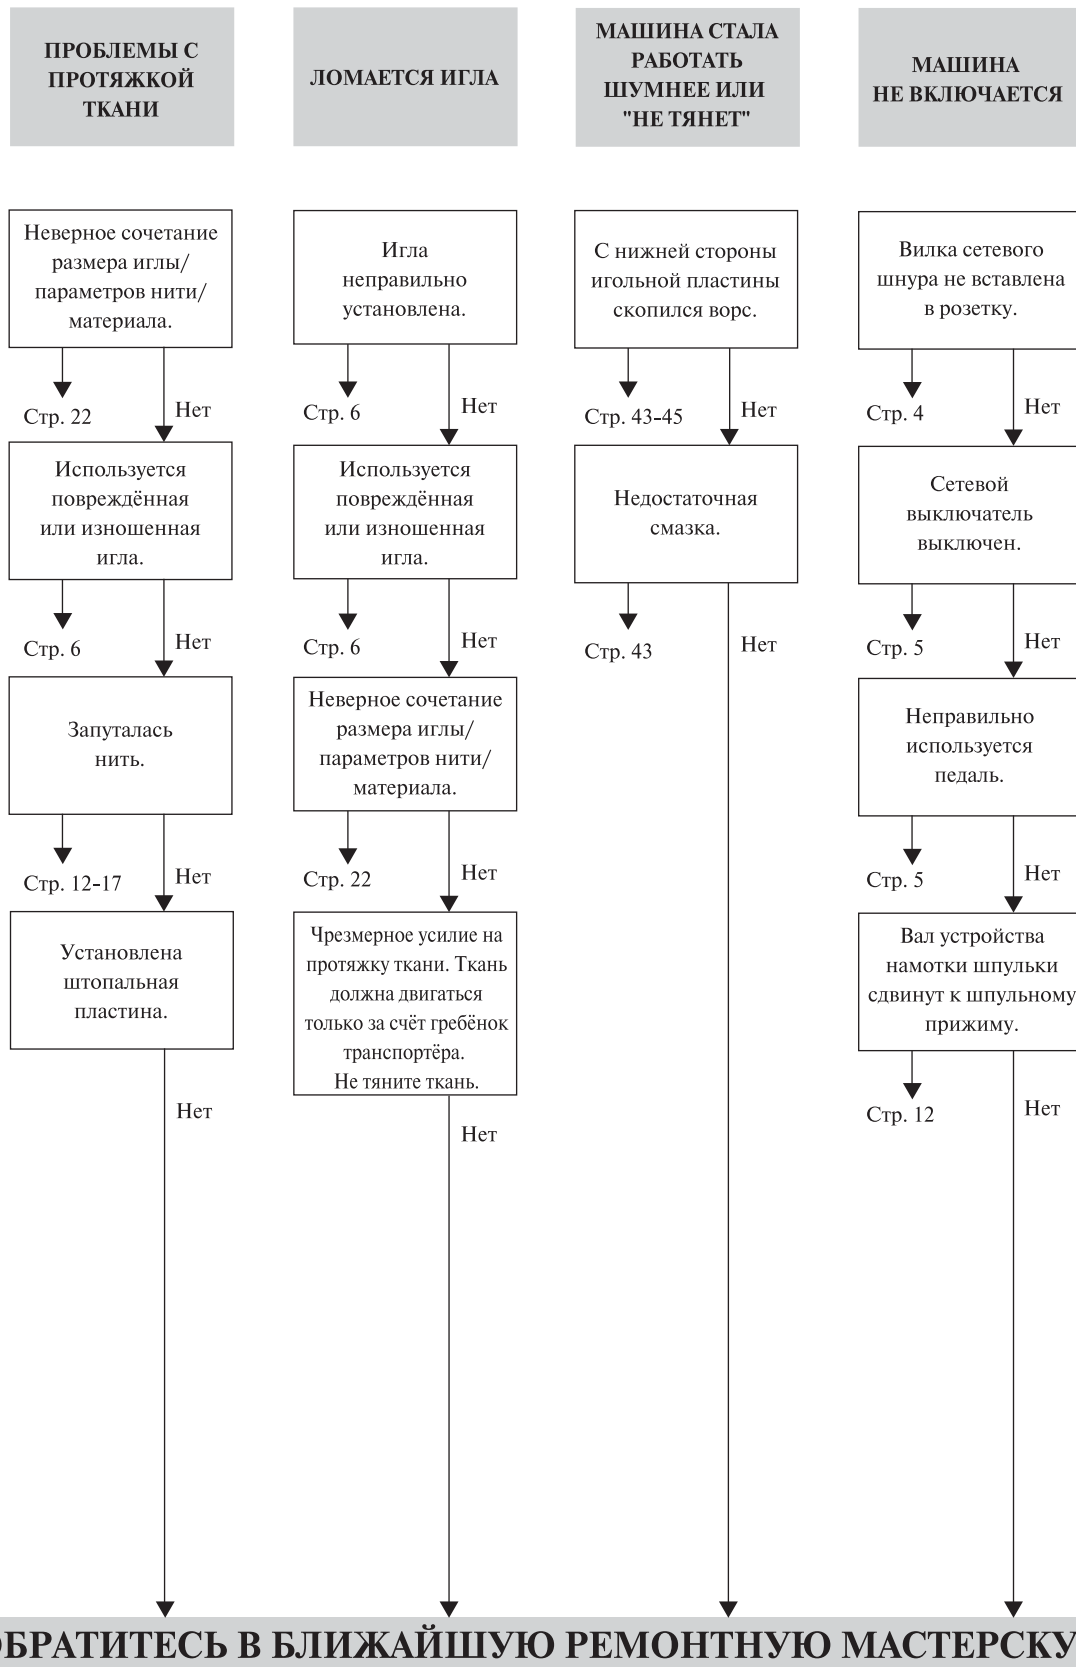 ПРОБЛЕМЫ С
ПРОТЯЖКОЙ
ТКАНИ
Неверное сочетание
размера иглы/
параметров нити/
материала.
Стр. 22
Нет
Используется
повреждённая
или изношенная
игла.
Стр. 6
Нет
Запуталась
нить.
Стр. 12-17
Нет
Установлена
штопальная
пластина.
Нет
ЛОМАЕТСЯ ИГЛА
Игла
неправильно
установлена.
Стр. 6
Нет
Используется
повреждённая
или изношенная
игла.
Стр. 6
Нет
Неверное сочетание
размера иглы/
параметров нити/
материала.
Стр. 22
Нет
Чрезмерное усилие на
протяжку ткани. Ткань
должна двигаться
только за счёт гребёнок
транспортёра.
Не тяните ткань.
Нет
МАШИНА СТАЛА
РАБОТАТЬ
ШУМНЕЕ ИЛИ
"НЕ ТЯНЕТ"
С нижней стороны
игольной пластины
скопился ворс.
Стр. 43-45
Нет
Недостаточная
смазка.
Стр. 43
Нет
МАШИНА
НЕ ВКЛЮЧАЕТСЯ
Вилка сетевого
шнура не вставлена
в розетку.
Стр. 4
Нет
Сетевой
выключатель
выключен.
Стр. 5
Нет
Неправильно
используется
педаль.
Стр. 5
Нет
Вал устройства
намотки шпульки
сдвинут к шпульному
прижиму.
Стр. 12
Нет
ОБРАТИТЕСЬ В БЛИЖАЙШУЮ РЕМОНТНУЮ МАСТЕРСКУ